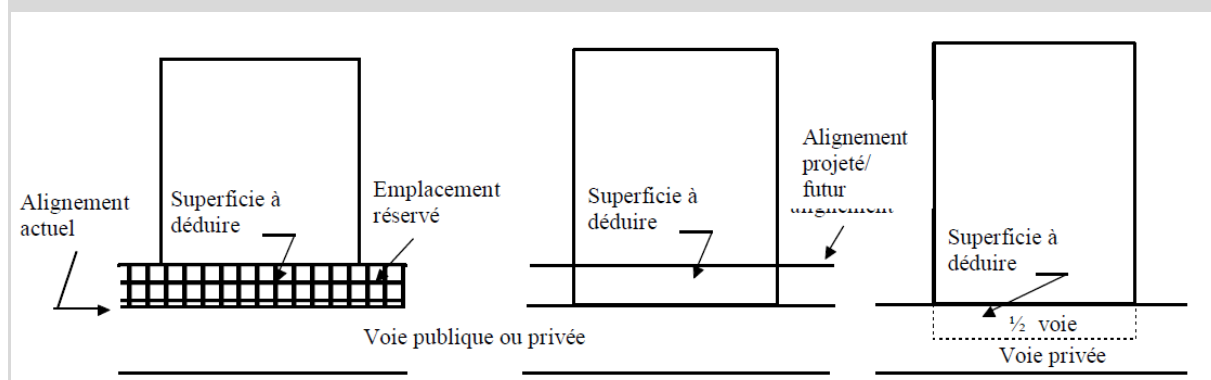 Alignement
actuel
Superficie à
déduire
Emplacement
réservé
Superficie à
déduire
Alignement
projeté/
futur
alignement
Superficie à
déduire
½ voie
Voie publique ou privée
Voie privée